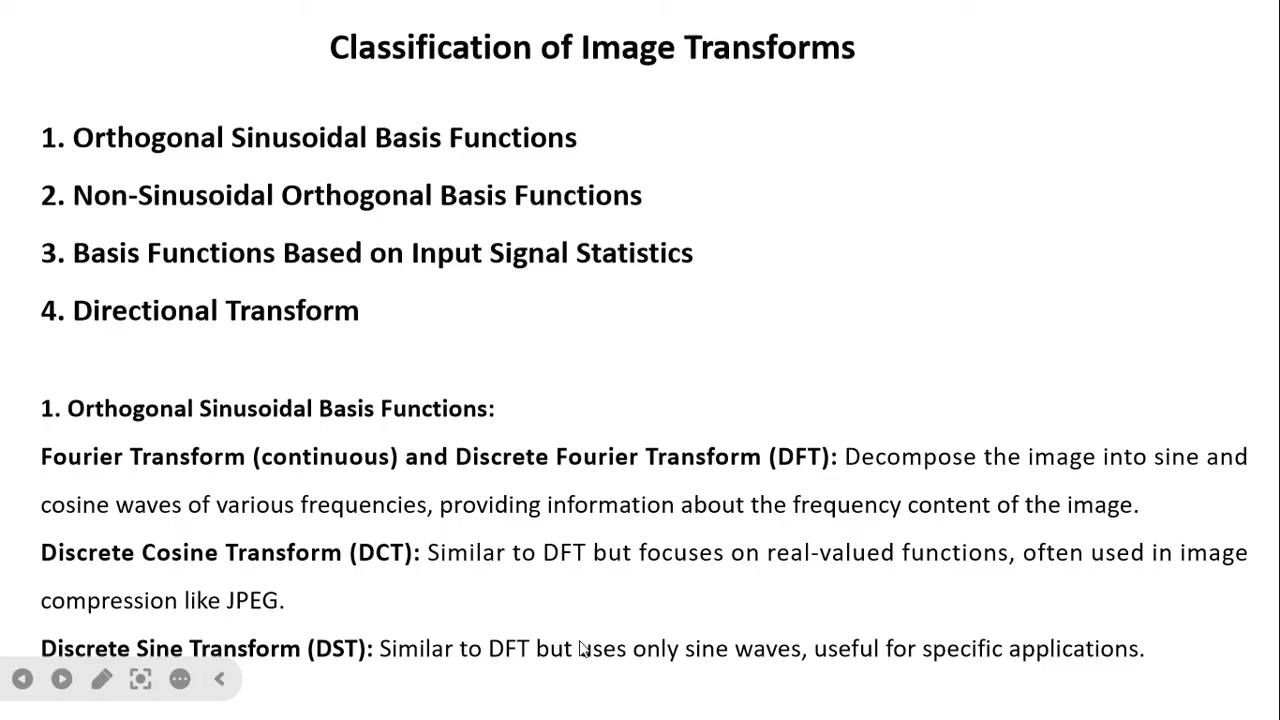 Classification of Image Transforms
1. Orthogonal Sinusoidal Basis Functions
2. Non-Sinusoidal Orthogonal Basis Functions
3. Basis Functions Based on Input Signal Statistics
4. Directional Transform
1. Orthogonal Sinusoidal Basis Functions:
Fourier Transform (continuous) and Discrete Fourier Transform (DFT): Decompose the image into sine and
cosine waves of various frequencies, providing information about the frequency content of the image.
Discrete Cosine Transform (DCT): Similar to DFT but focuses on real-valued functions, often used in image
compression like JPEG.
Discrete Sine Transform (DST): Similar to DFT but uses only sine waves, useful for specific applications.